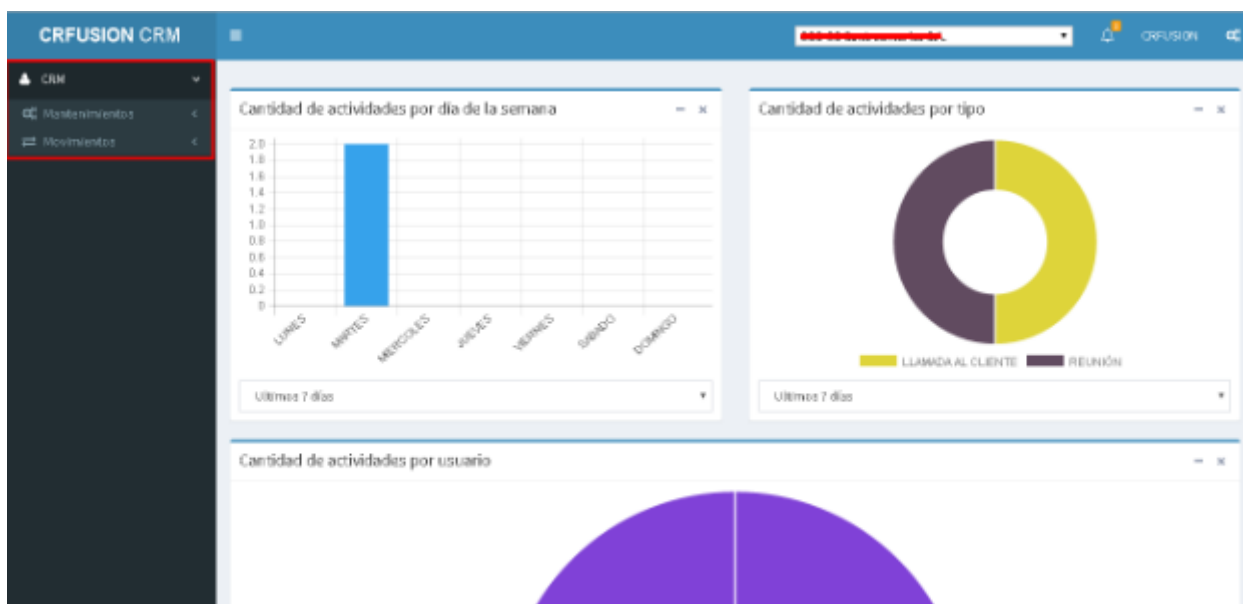 CRFUSION CRM
CRFUSION
CRM
Mantenimientos
Movimientos
Cantidad de actividades por día de la semana
2.0
1.8
1.6
1.4
1.2
1.0
0.8
0.6
0.4
0.2
0
LUNES
MARTES
MIERCOLES
JUEVES
VIERNES
SABADO
DOMINGO
Ultimos 7 días
Cantidad de actividades por tipo
LLAMADA AL CLIENTE
REUNIÓN
Ultimos 7 días
Cantidad de actividades por usuario